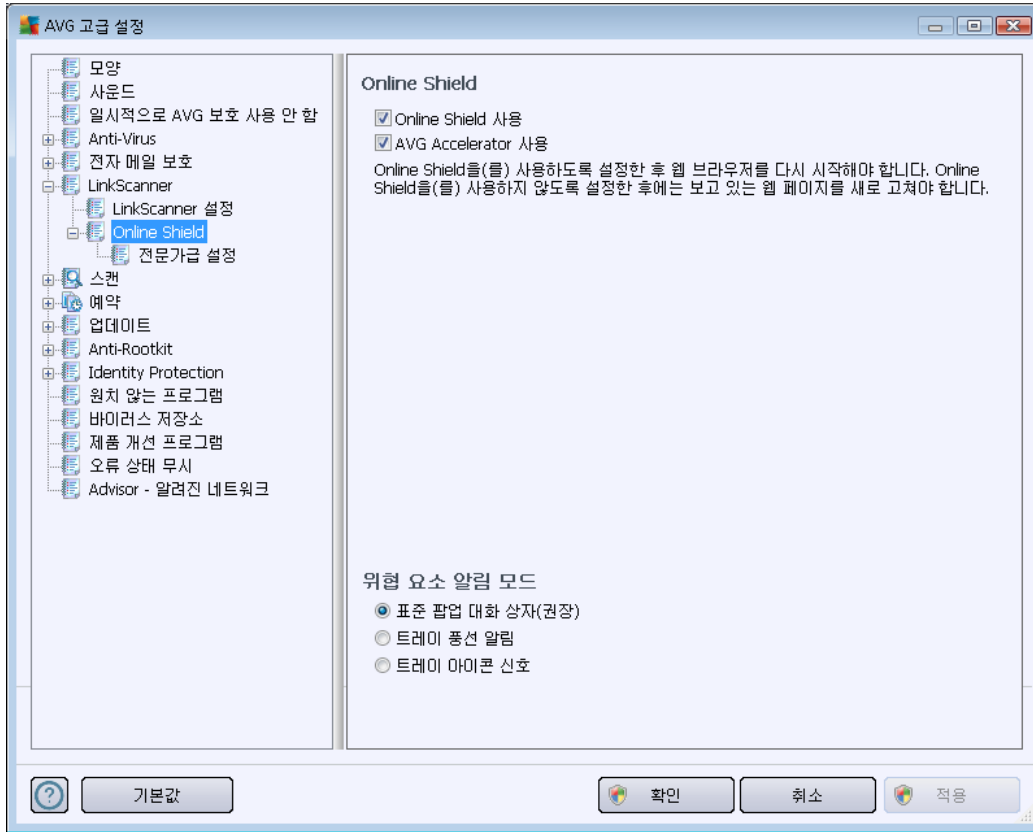 AVG 고급 설정
모양
사운드
일시적으로 AVG 보호 사용 안 함
Anti-Virus
전자 메일 보호
LinkScanner
LinkScanner 설정
Online Shield
전문가급 설정
스캔
예약
업데이트
Anti-Rootkit
Identity Protection
원치 않는 프로그램
바이러스 저장소
제품 개선 프로그램
오류 상태 무시
Advisor - 알려진 네트워크
Online Shield
Online Shield 사용
AVG Accelerator 사용
Online Shield을(를) 사용하도록 설정한 후 웹 브라우저를 다시 시작해야 합니다. Online
Shield을(를) 사용하지 않도록 설정한 후에는 보고 있는 웹 페이지를 새로 고쳐야 합니다.
위협 요소 알림 모드
표준 팝업 대화 상자(권장)
트레이 풍선 알림
트레이 아이콘 신호
기본값
확인
취소
적용